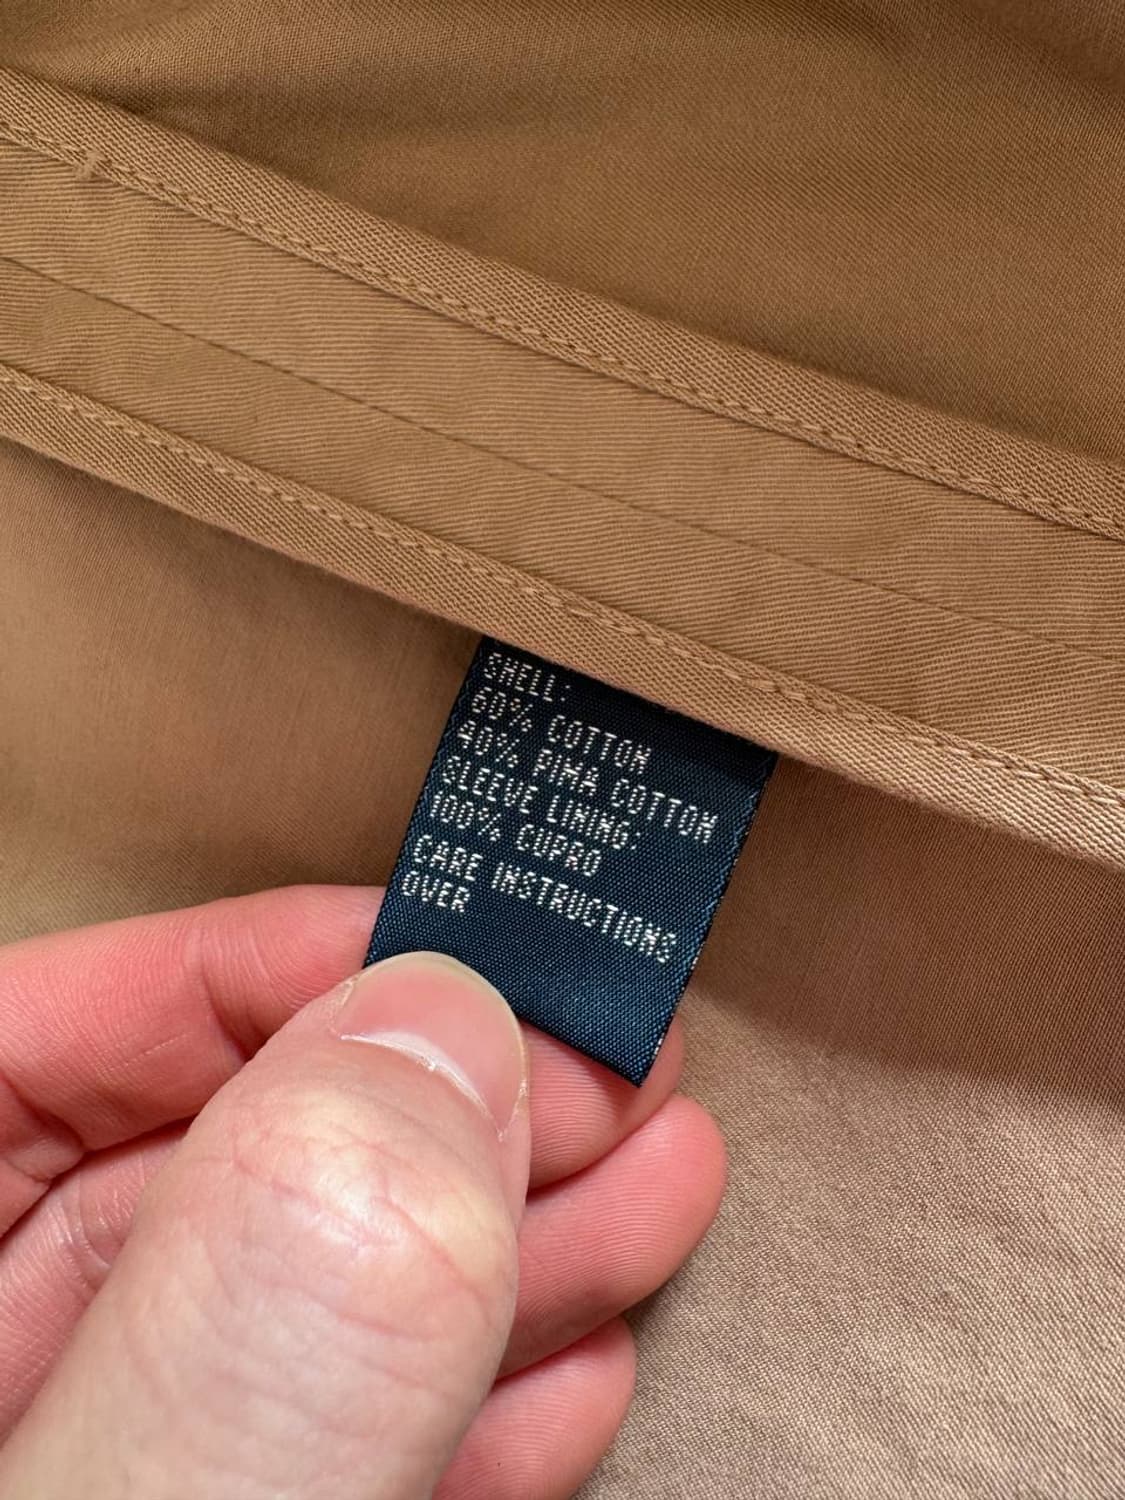 SHELL:
60% COTTON
40% PIMA COTTON
SLEEVE LINING:
100% CUPRO
CARE INSTRUCTIONS
OVER